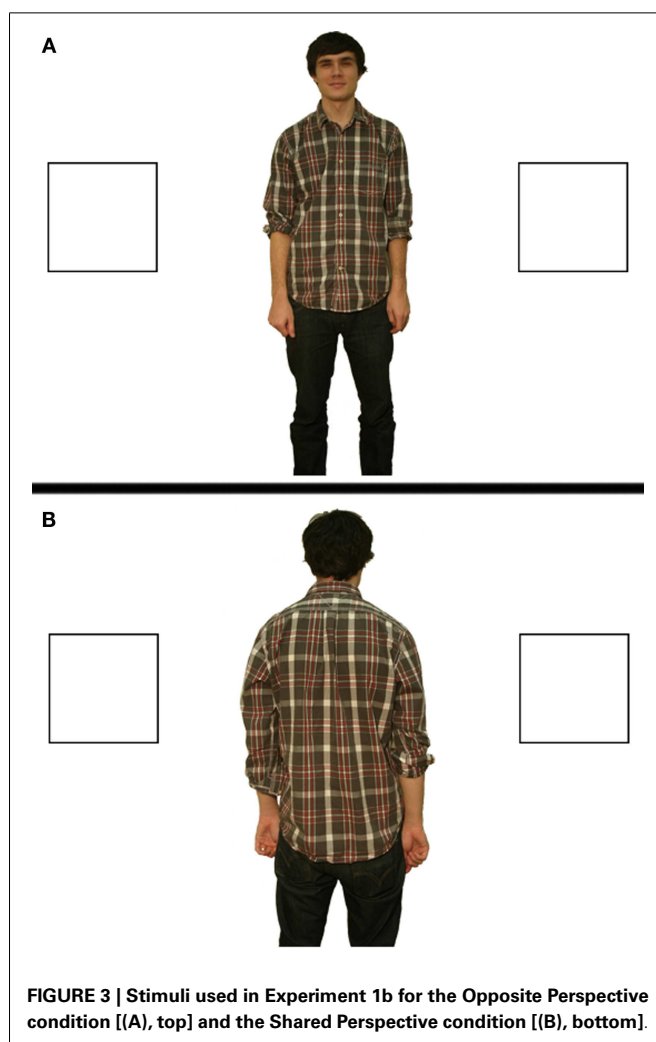 A
B
FIGURE 3 | Stimuli used in Experiment 1b for the Opposite Perspective
condition [(A), top] and the Shared Perspective condition [(B), bottom].